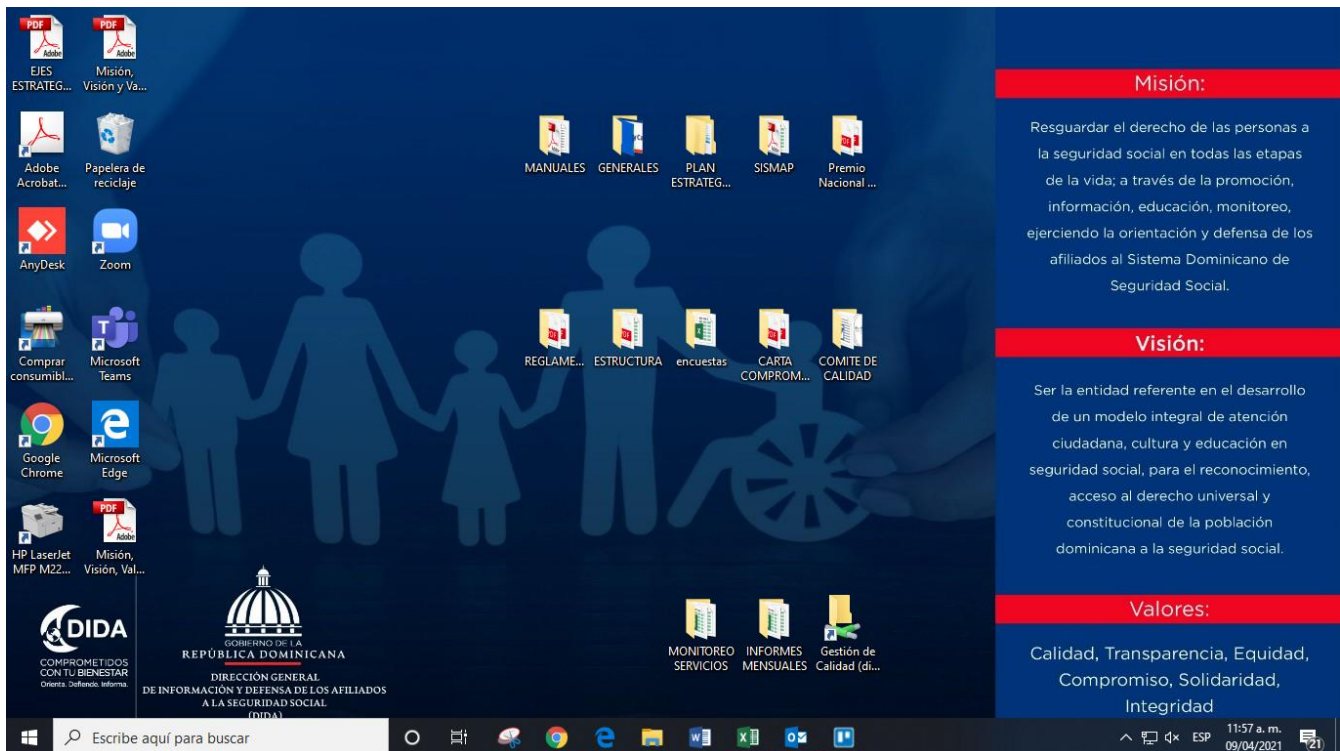 EJES
ESTRATEG...
Misión,
Visión y Va...
Adobe
Acrobat...
Papelera de
reciclaje
AnyDesk
Zoom
Comprar
consumibl...
Microsoft
Teams
Google
Chrome
Microsoft
Edge
HP LaserJet
MFP M22...
Misión,
Visión, Val...
MANUALES
GENERALES
PLAN
ESTRATEG...
SISMAP
Premio
Nacional ...
REGLAME...
ESTRUCTURA
encuestas
CARTA
COMPROM...
COMITE DE
CALIDAD
MONITOREO
SERVICIOS
INFORMES
MENSUALES
Gestión de
Calidad (di...
DIDA
COMPROMETIDOS
CON TU BIENESTAR
Orienta. Defiende. Informa.
GOBIERNO DE LA
REPÚBLICA DOMINICANA
DIRECCIÓN GENERAL
DE INFORMACIÓN Y DEFENSA DE LOS AFILIADOS
A LA SEGURIDAD SOCIAL
(DIDA)
Misión:
Resguardar el derecho de las personas a
la seguridad social en todas las etapas
de la vida; a través de la promoción,
información, educación, monitoreo,
ejerciendo la orientación y defensa de los
afiliados al Sistema Dominicano de
Seguridad Social.
Visión:
Ser la entidad referente en el desarrollo
de un modelo integral de atención
ciudadana, cultura y educación en
seguridad social, para el reconocimiento,
acceso al derecho universal y
constitucional de la población
dominicana a la seguridad social.
Valores:
Calidad, Transparencia, Equidad,
Compromiso, Solidaridad,
Integridad
Escribe aquí para buscar
ESP
11:57 a. m.
09/04/2021
21